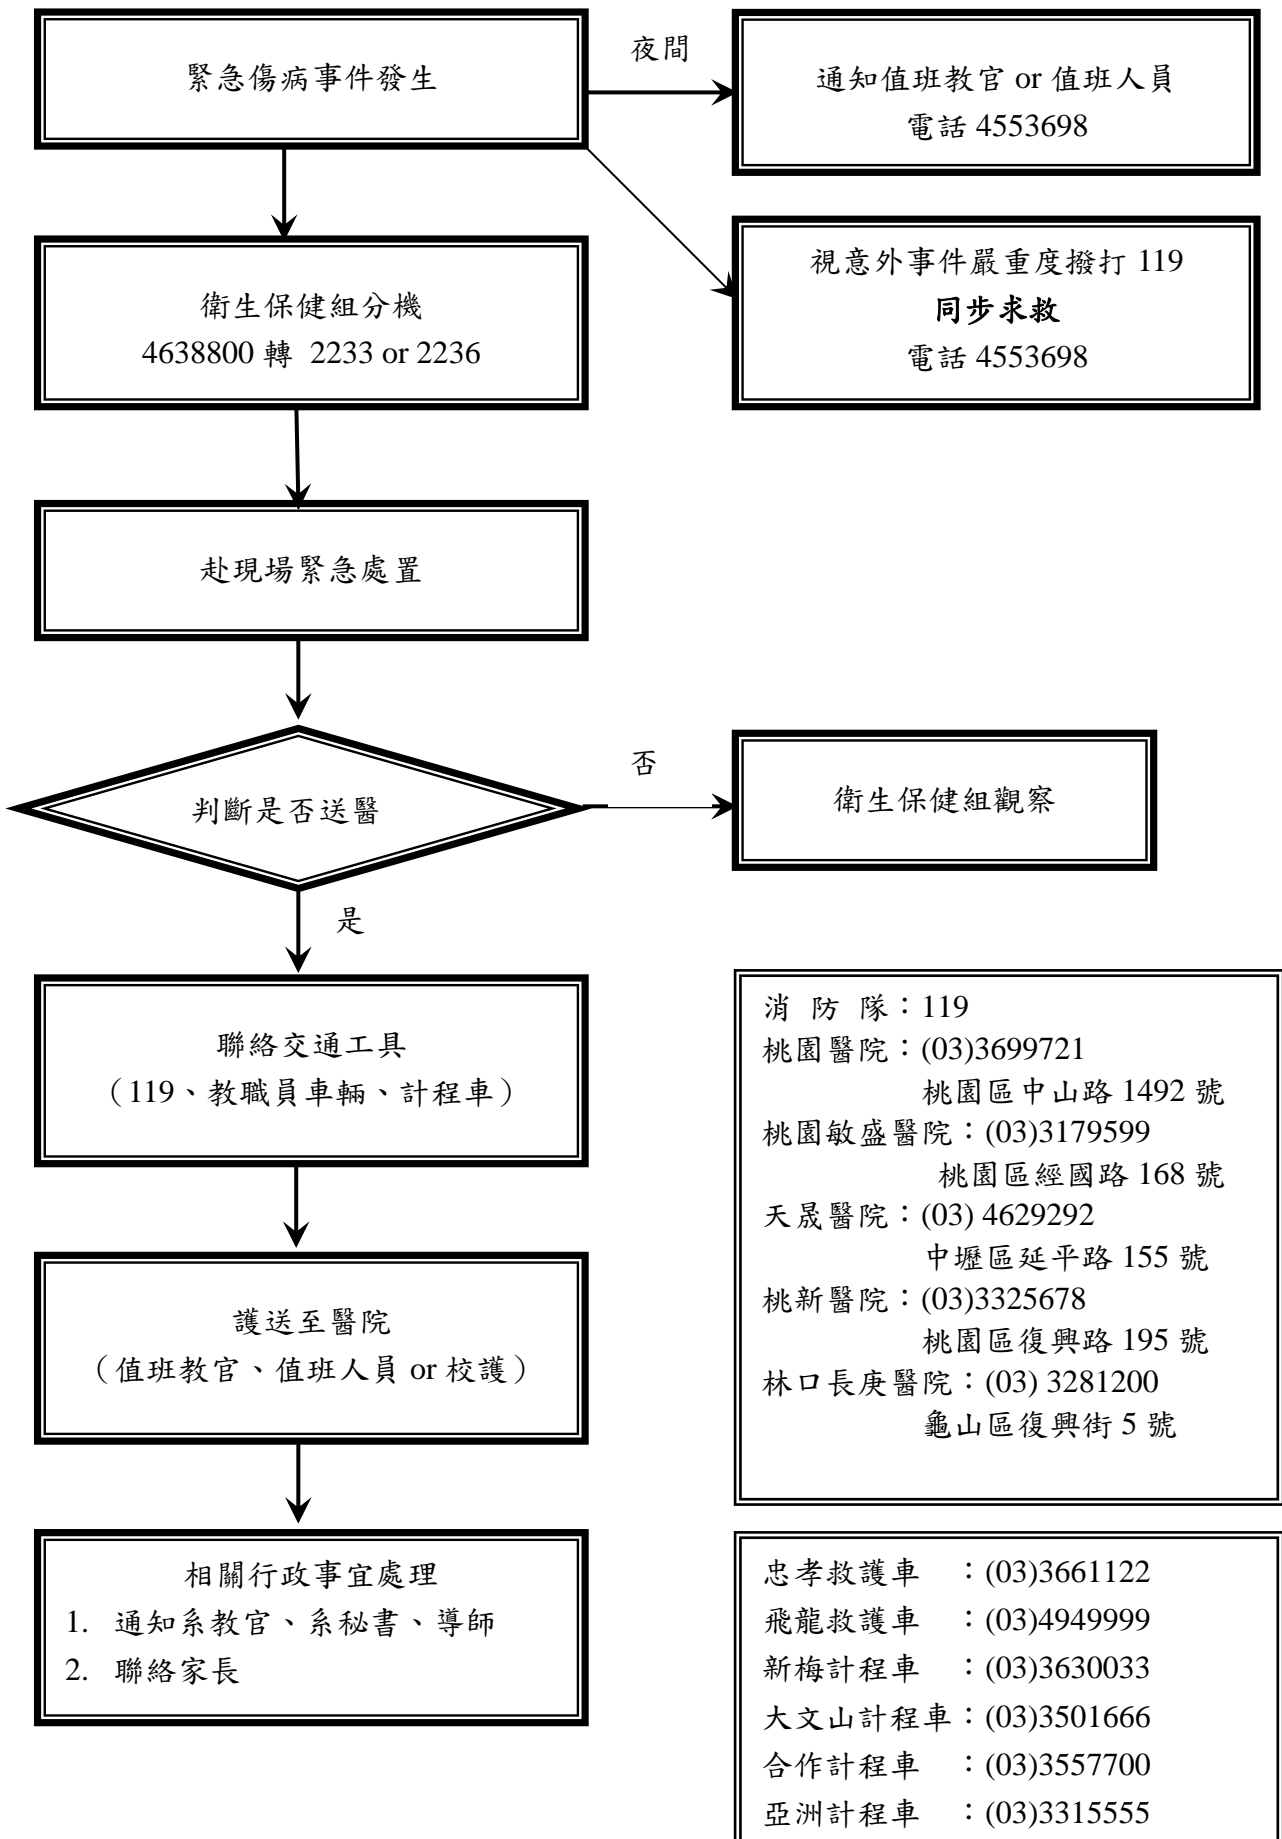 緊急傷病事件發生
夜間
通知值班教官 or 值班人員
電話 4553698
視意外事件嚴重度撥打 119
同步求救
電話 4553698
衛生保健組分機
4638800 轉 2233 or 2236
赴現場緊急處置
判斷是否送醫
否
衛生保健組觀察
是
聯絡交通工具
（119、教職員車輛、計程車）
護送至醫院
（值班教官、值班人員 or 校護）
相關行政事宜處理
1. 通知系教官、系秘書、導師
2. 聯絡家長
消 防 隊：119
桃園醫院：(03)3699721
桃園區中山路 1492 號
桃園敏盛醫院：(03)3179599
桃園區經國路 168 號
天晟醫院：(03) 4629292
中壢區延平路 155 號
桃新醫院：(03)3325678
桃園區復興路 195 號
林口長庚醫院：(03) 3281200
龜山區復興街 5 號
忠孝救護車 ：(03)3661122
飛龍救護車 ：(03)4949999
新梅計程車 ：(03)3630033
大文山計程車：(03)3501666
合作計程車 ：(03)3557700
亞洲計程車 ：(03)3315555